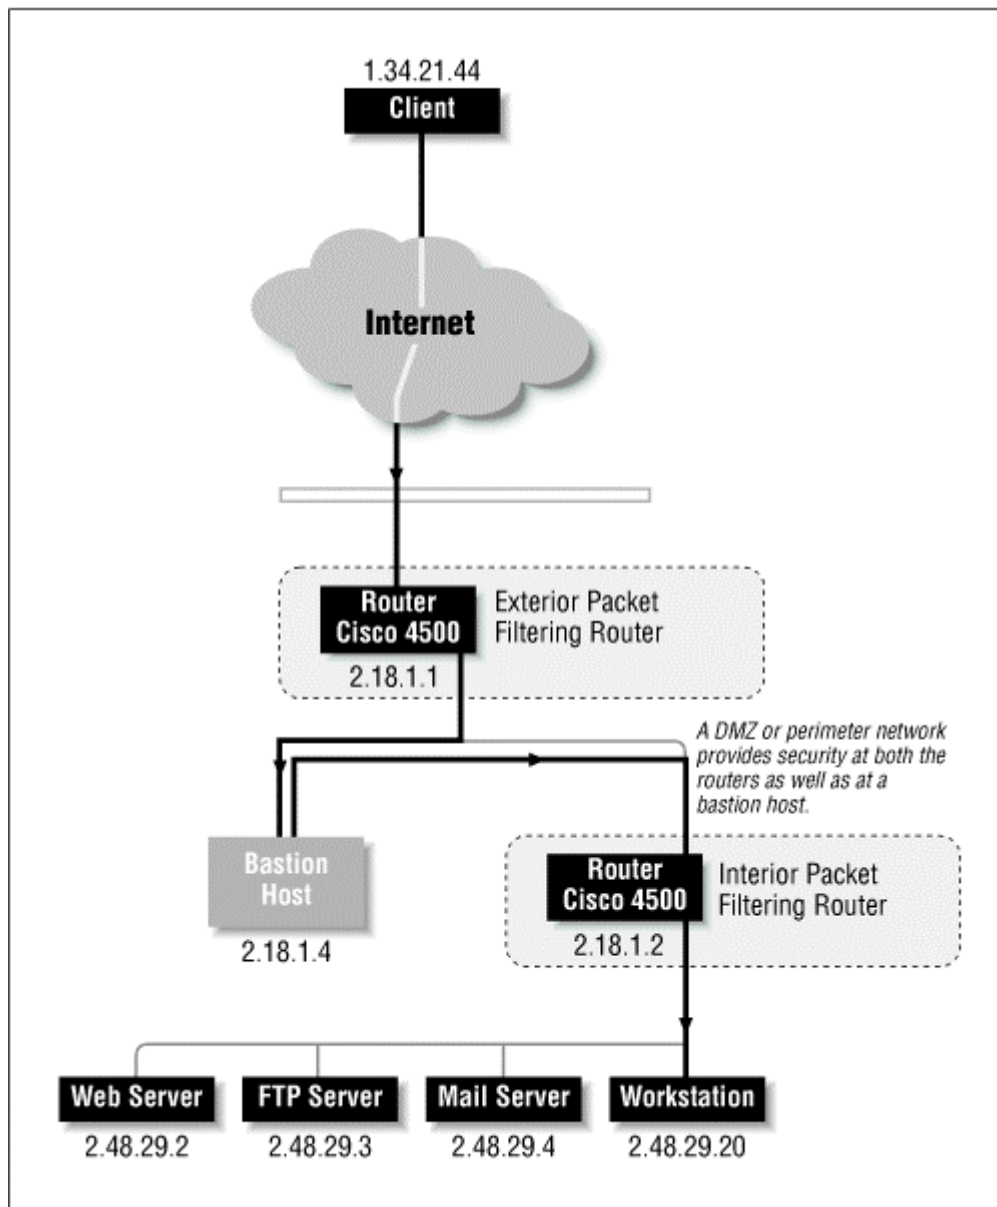 1.34.21.44
Client
Internet
Router
Cisco 4500
Exterior Packet
Filtering Router
2.18.1.1
A DMZ or perimeter network
provides security at both the
routers as well as at a
bastion host.
Bastion
Host
2.18.1.4
Router
Cisco 4500
Interior Packet
Filtering Router
2.18.1.2
Web Server
FTP Server
Mail Server
Workstation
2.48.29.2
2.48.29.3
2.48.29.4
2.48.29.20